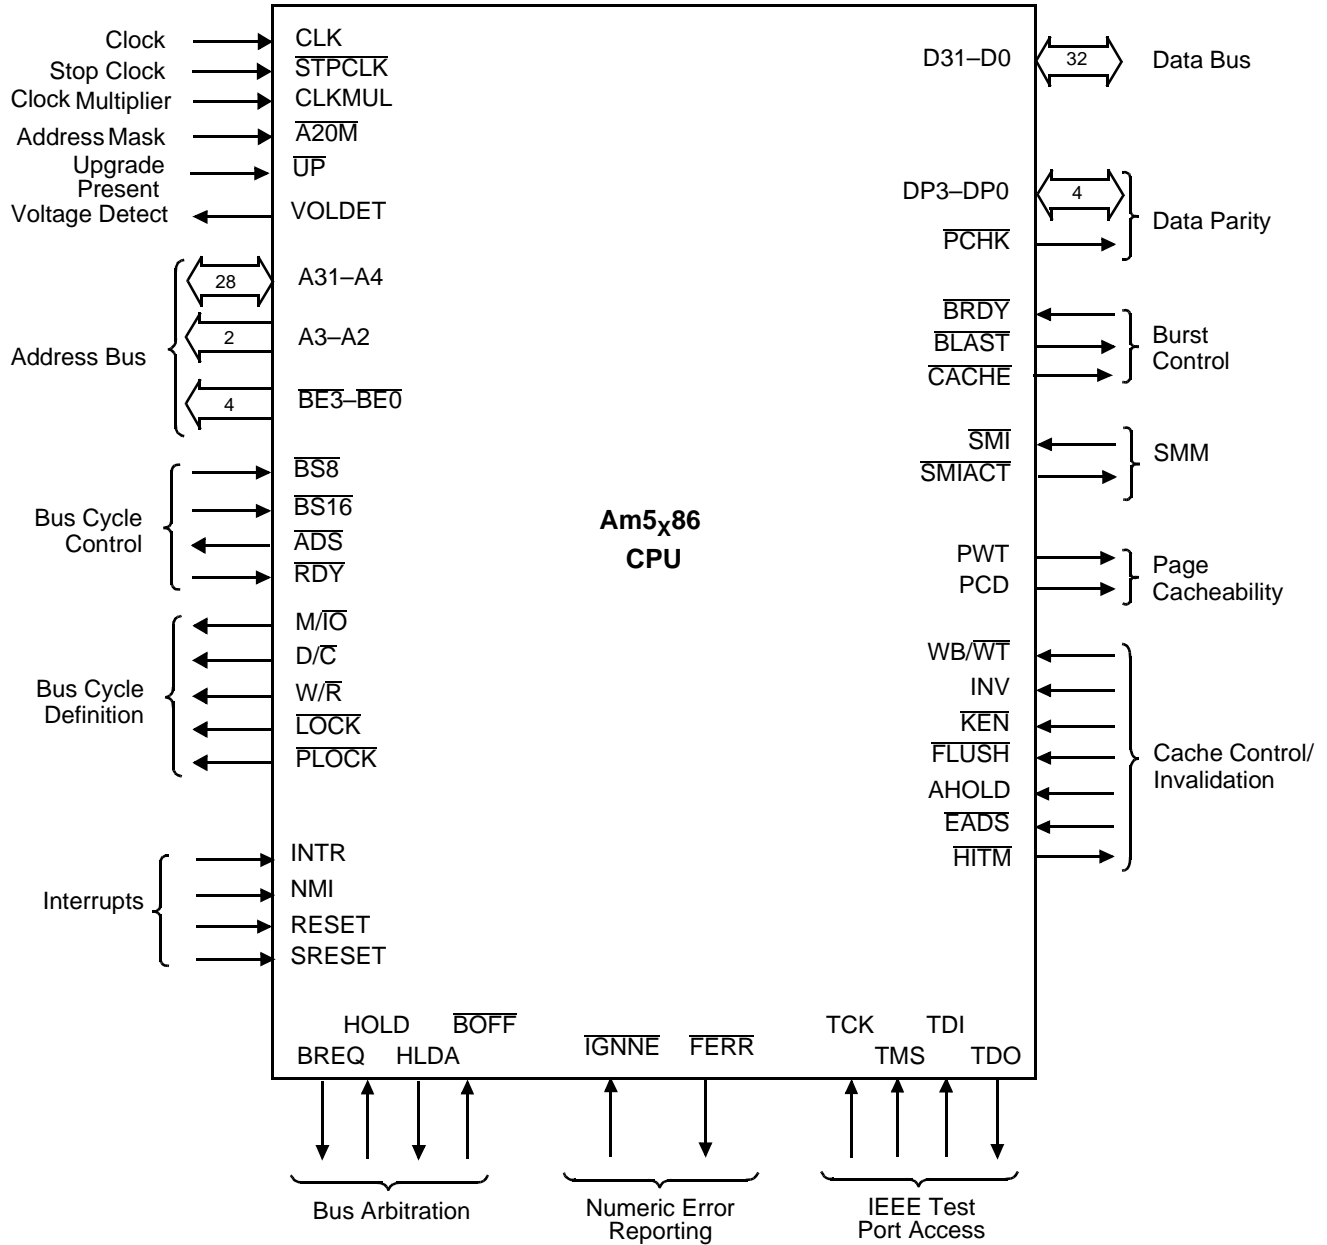 Clock
CLK
Stop Clock
STPCLK
Clock Multiplier
CLKMUL
Address Mask
A20M
Upgrade
Present
UP
Voltage Detect
VOLDET
Address Bus
28
A31–A4
2
A3–A2
4
BE3–BE0
Bus Cycle
Control
BS8
BS16
ADS
RDY
Bus Cycle
Definition
M/IO
D/C
W/R
LOCK
PLOCK
Interrupts
INTR
NMI
RESET
SRESET
Am5X86
CPU
D31–D0
32
Data Bus
DP3–DP0
4
PCHK
Data Parity
BRDY
BLAST
CACHE
Burst
Control
SMI
SMIACT
SMM
PWT
PCD
Page
Cacheability
WB/WT
INV
KEN
FLUSH
AHOLD
EADS
HITM
Cache Control/
Invalidation
HOLD
BOFF
BREQ
HLDA
Bus Arbitration
IGNNE
FERR
Numeric Error
Reporting
TCK
TDI
TMS
TDO
IEEE Test
Port Access